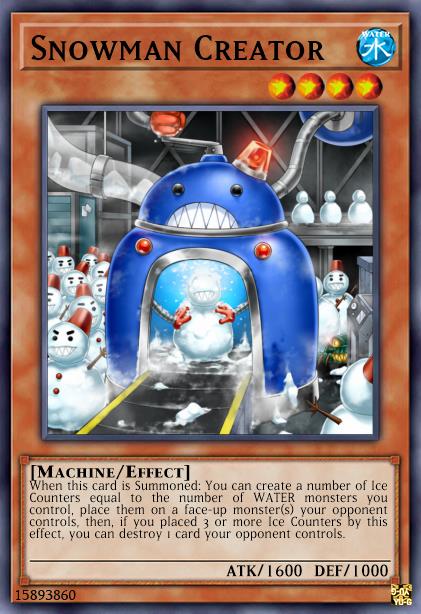 SNOWMAN CREATOR
WATER
水
[MACHINE/EFFECT]
When this card is Summoned: You can create a number of Ice
Counters equal to the number of WATER monsters you
control, place them on a face-up monster(s) your opponent
controls, then, if you placed 3 or more Ice Counters by this
effect, you can destroy 1 card your opponent controls.
ATK/1600 DEF/1000
15893860